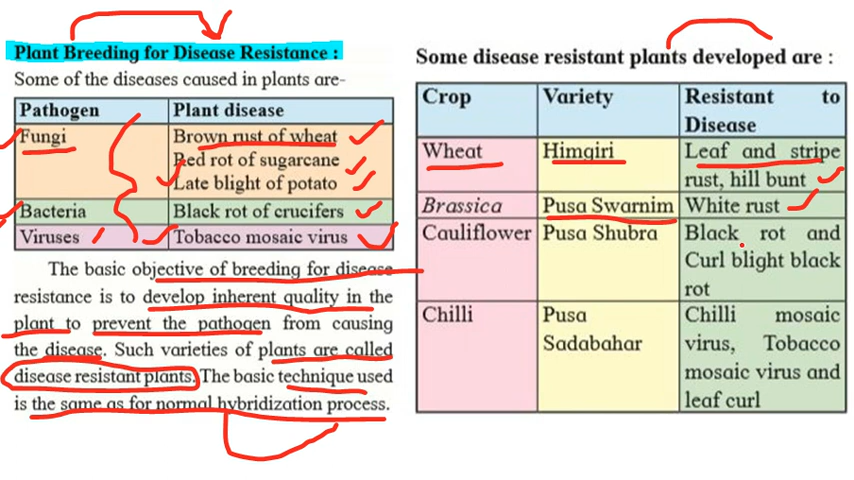 Plant Breeding for Disease Resistance :
Some of the diseases caused in plants are-
Pathogen Plant disease
Fungi Brown rust of wheat
Red rot of sugarcane
Late blight of potato
Bacteria Black rot of crucifers
Viruses Tobacco mosaic virus
The basic objective of breeding for disease
resistance is to develop inherent quality in the
plant to prevent the pathogen from causing
the disease. Such varieties of plants are called
disease resistant plants. The basic technique used
is the same as for normal hybridization process.
Some disease resistant plants developed are :
Crop Variety Resistant to
Disease
Wheat Himgiri Leaf and stripe
rust, hill bunt
Brassica Pusa Swarnim White rust
Cauliflower Pusa Shubra Black rot and
Curl blight black
rot
Chilli Pusa Chilli mosaic
Sadabahar virus, Tobacco
mosaic virus and
leaf curl